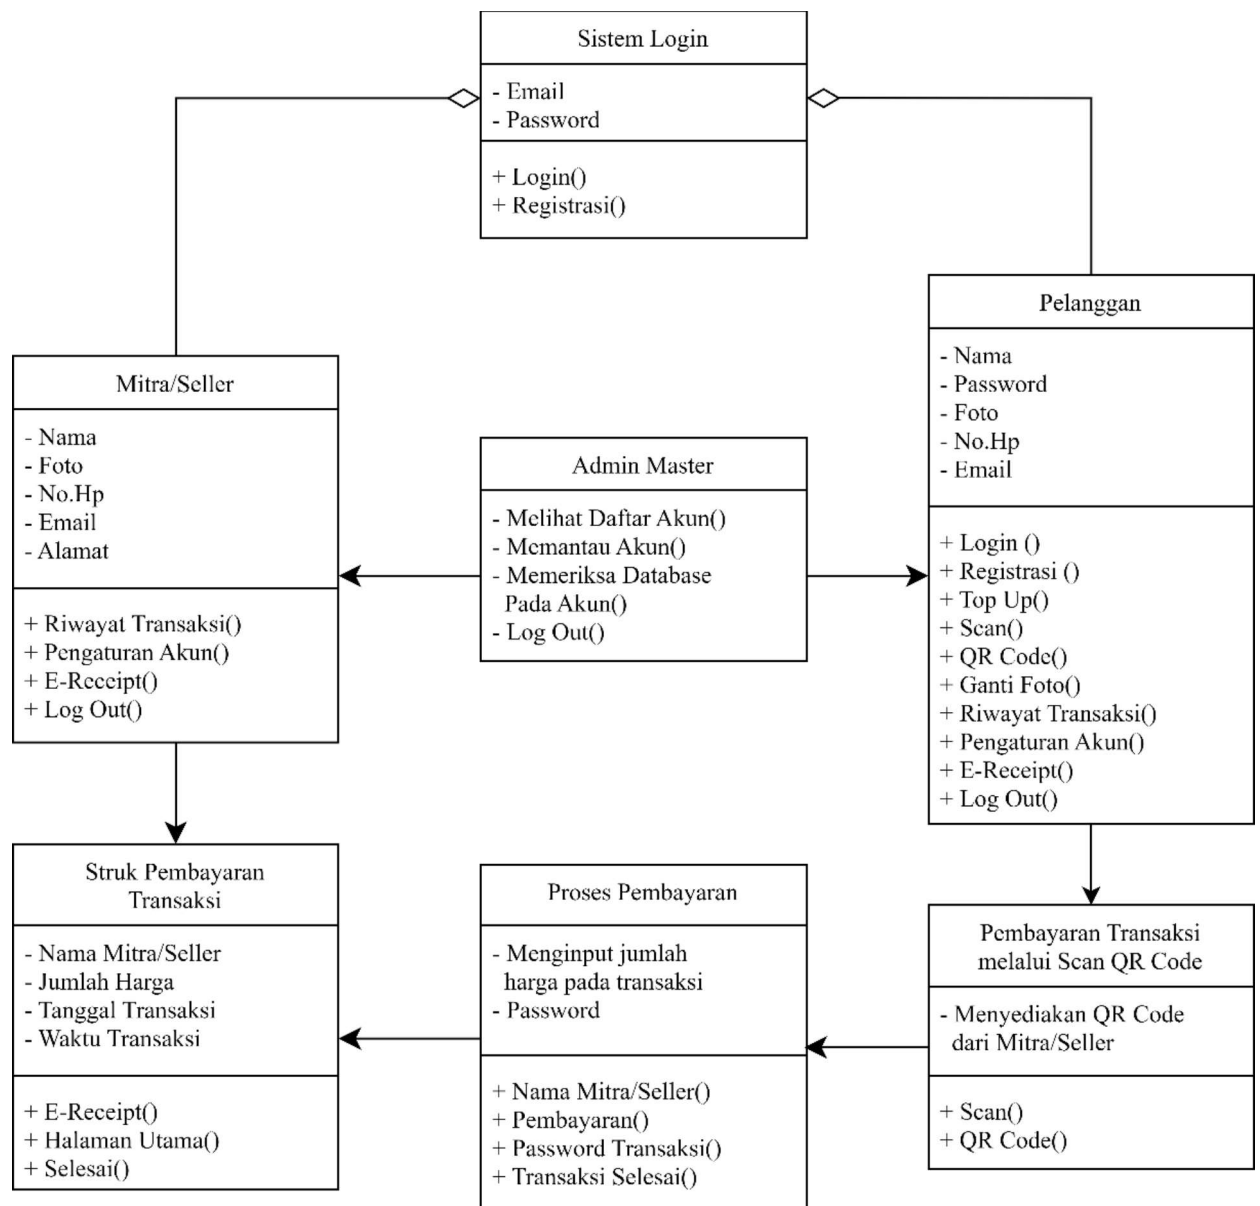 Sistem Login
- Email
- Password
+ Login()
+ Registrasi()
Pelanggan
- Nama
- Password
- Foto
- No.Hp
- Email
+ Login ()
+ Registrasi ()
+ Top Up()
+ Scan()
+ QR Code()
+ Ganti Foto()
+ Riwayat Transaksi()
+ Pengaturan Akun()
+ E-Receipt()
+ Log Out()
Mitra/Seller
- Nama
- Foto
- No.Hp
- Email
- Alamat
+ Riwayat Transaksi()
+ Pengaturan Akun()
+ E-Receipt()
+ Log Out()
Admin Master
- Melihat Daftar Akun()
- Memantau Akun()
- Memeriksa Database
Pada Akun()
- Log Out()
Struk Pembayaran
Transaksi
- Nama Mitra/Seller
- Jumlah Harga
- Tanggal Transaksi
- Waktu Transaksi
+ E-Receipt()
+ Halaman Utama()
+ Selesai()
Proses Pembayaran
- Menginput jumlah
harga pada transaksi
- Password
+ Nama Mitra/Seller()
+ Pembayaran()
+ Password Transaksi()
+ Transaksi Selesai()
Pembayaran Transaksi
melalui Scan QR Code
- Menyediakan QR Code
dari Mitra/Seller
+ Scan()
+ QR Code()